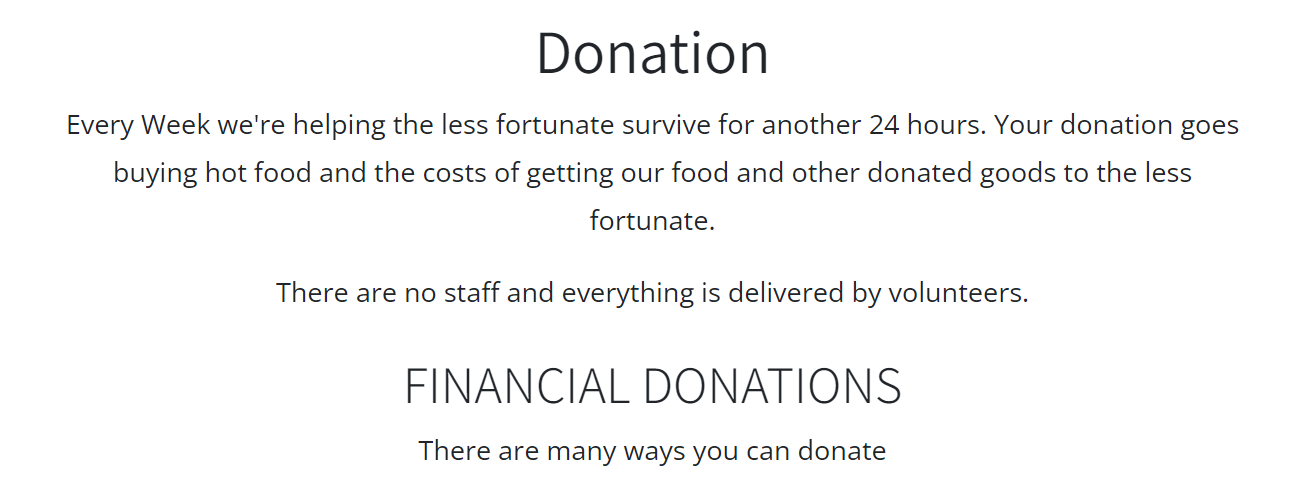 Donation
Every Week we're helping the less fortunate survive for another 24 hours. Your donation goes
buying hot food and the costs of getting our food and other donated goods to the less
fortunate.
There are no staff and everything is delivered by volunteers.
FINANCIAL DONATIONS
There are many ways you can donate